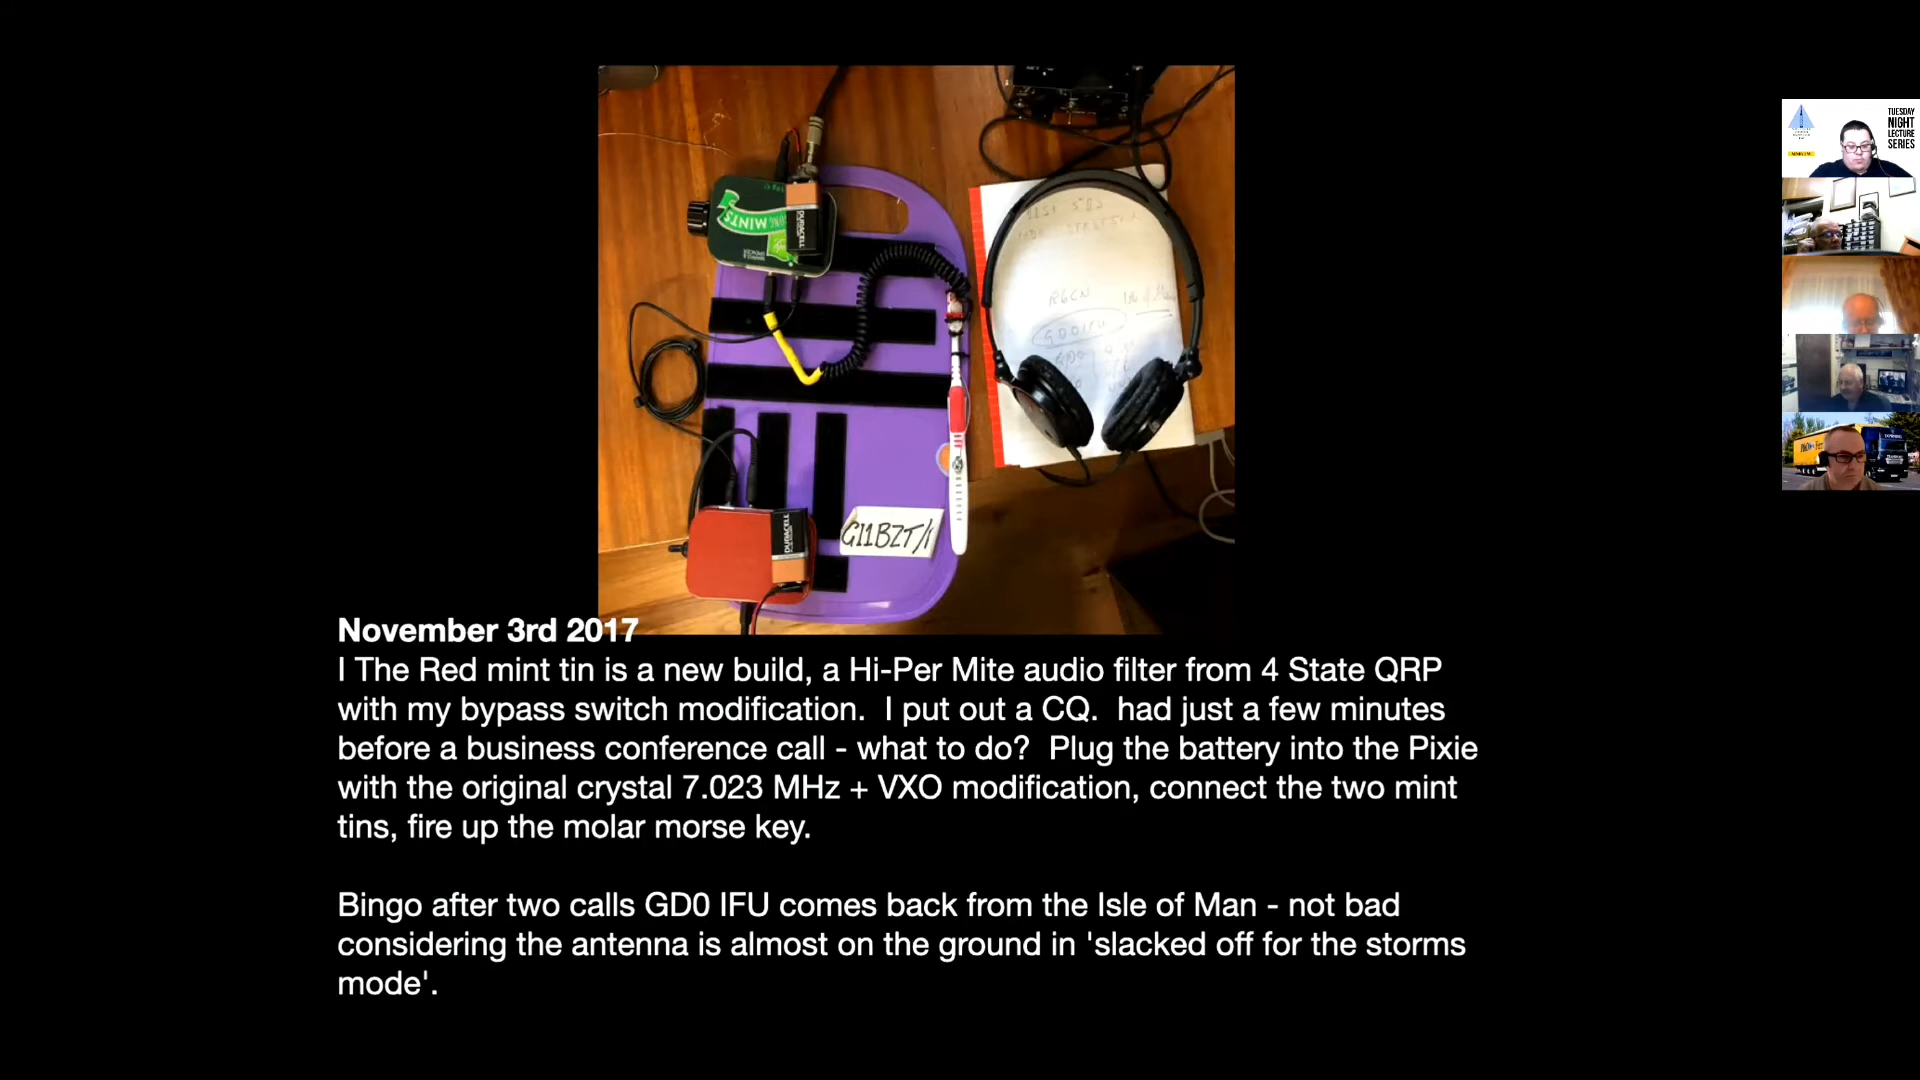 TUESDAY
NIGHT
LECTURE
SERIES
MINTS
DURACELL
R6CN
GD0IFU
DURACELL
GI1BZT/
November 3rd 2017
I The Red mint tin is a new build, a Hi-Per Mite audio filter from 4 State QRP
with my bypass switch modification.  I put out a CQ.  had just a few minutes
before a business conference call - what to do?  Plug the battery into the Pixie
with the original crystal 7.023 MHz + VXO modification, connect the two mint
tins, fire up the molar morse key.
Bingo after two calls GD0 IFU comes back from the Isle of Man - not bad
considering the antenna is almost on the ground in 'slacked off for the storms
mode'.